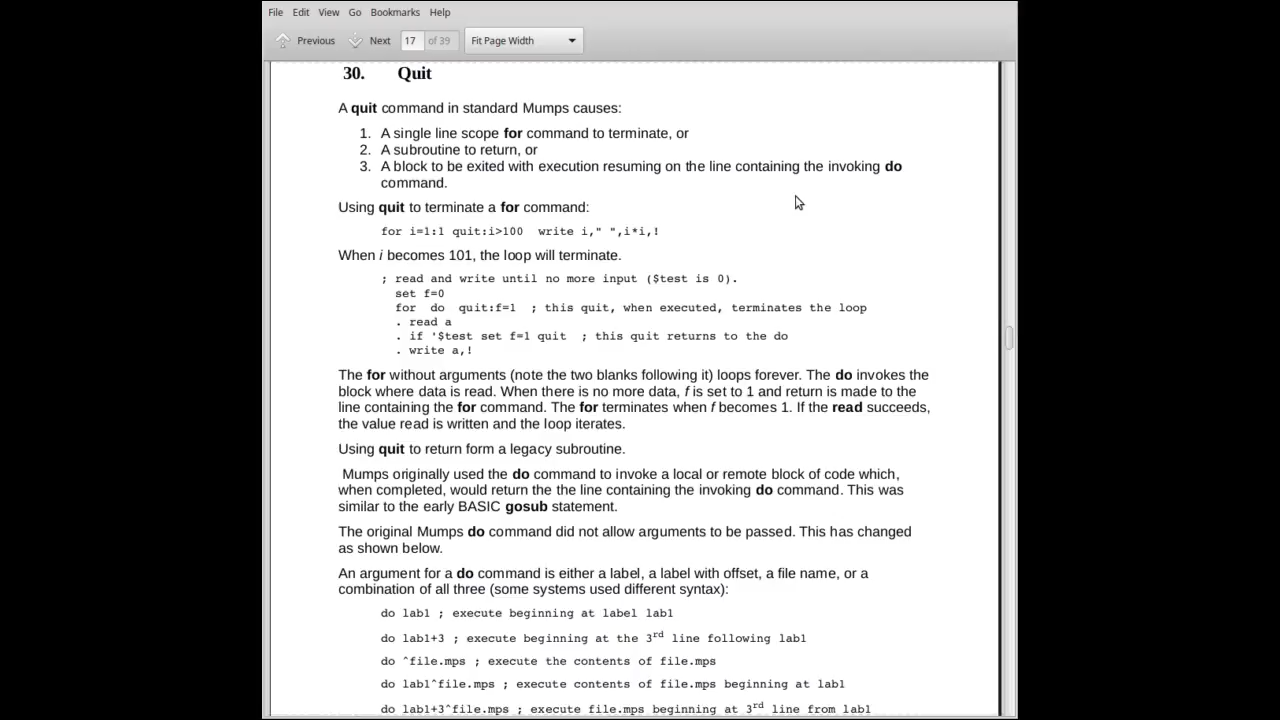 File Edit View Go Bookmarks Help
Previous Next 17 of 39 Fit Page Width
30. Quit
A quit command in standard Mumps causes:
1. A single line scope for command to terminate, or
2. A subroutine to return, or
3. A block to be exited with execution resuming on the line containing the invoking do
command.
Using quit to terminate a for command:
for i=1:1 quit:i>100  write i," ",i*i,!
When i becomes 101, the loop will terminate.
; read and write until no more input ($test is 0).
set f=0
for  do  quit:f=1  ; this quit, when executed, terminates the loop
. read a
. if '$test set f=1 quit  ; this quit returns to the do
. write a,!
The for without arguments (note the two blanks following it) loops forever. The do invokes the
block where data is read. When there is no more data, f is set to 1 and return is made to the
line containing the for command. The for terminates when f becomes 1. If the read succeeds,
the value read is written and the loop iterates.
Using quit to return form a legacy subroutine.
Mumps originally used the do command to invoke a local or remote block of code which,
when completed, would return the the line containing the invoking do command. This was
similar to the early BASIC gosub statement.
The original Mumps do command did not allow arguments to be passed. This has changed
as shown below.
An argument for a do command is either a label, a label with offset, a file name, or a
combination of all three (some systems used different syntax):
do lab1 ; execute beginning at label lab1
do lab1+3 ; execute beginning at the 3rd line following lab1
do ^file.mps ; execute the contents of file.mps
do lab1^file.mps ; execute contents of file.mps beginning at lab1
do lab1+3^file.mps ; execute file.mps beginning at 3rd line from lab1